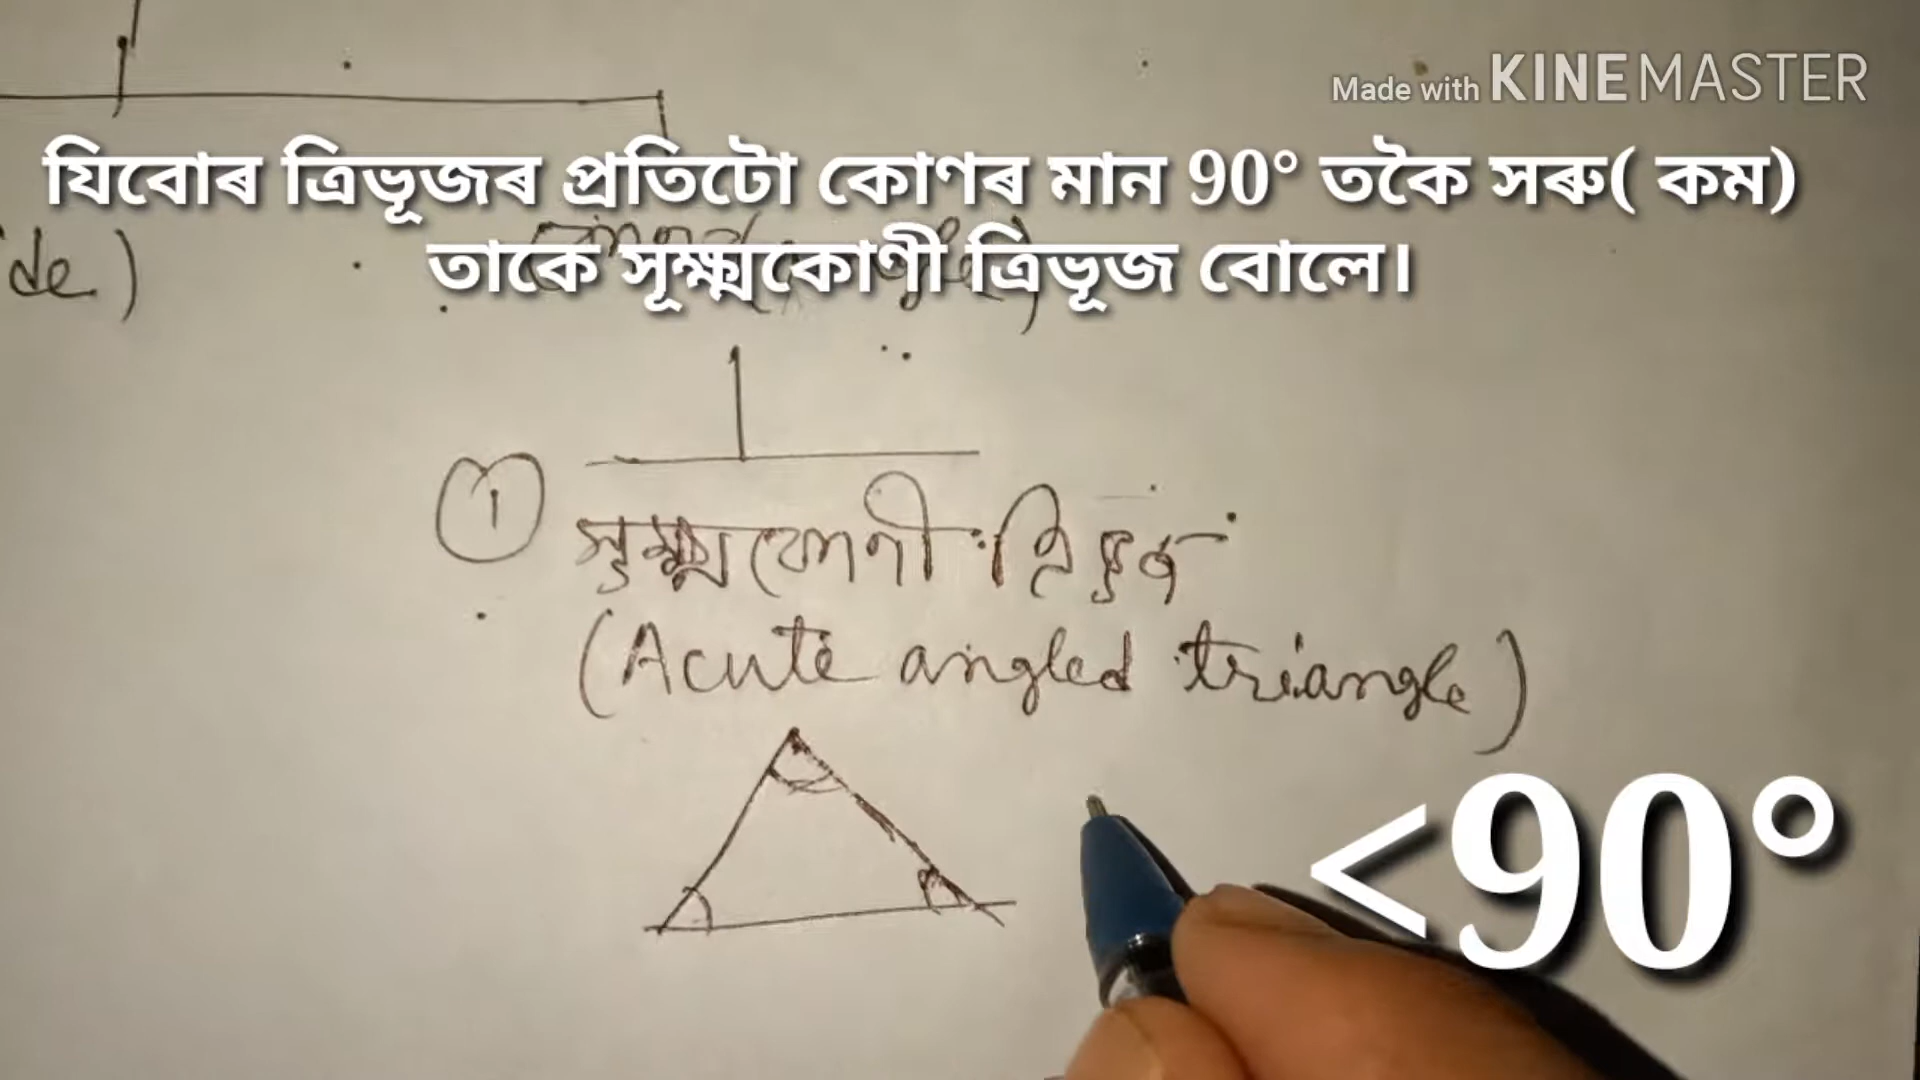 Made with KINEMASTER
যিবোৰ ত্ৰিভূজৰ প্ৰতিটো কোণৰ মান 90° তকৈ সৰু( কম)
de)
তাকে সূক্ষ্মকোণী ত্ৰিভূজ বোলে।
1
সূক্ষ্মকোণী ত্ৰিভুজ
(Acute angled triangle)
<90°